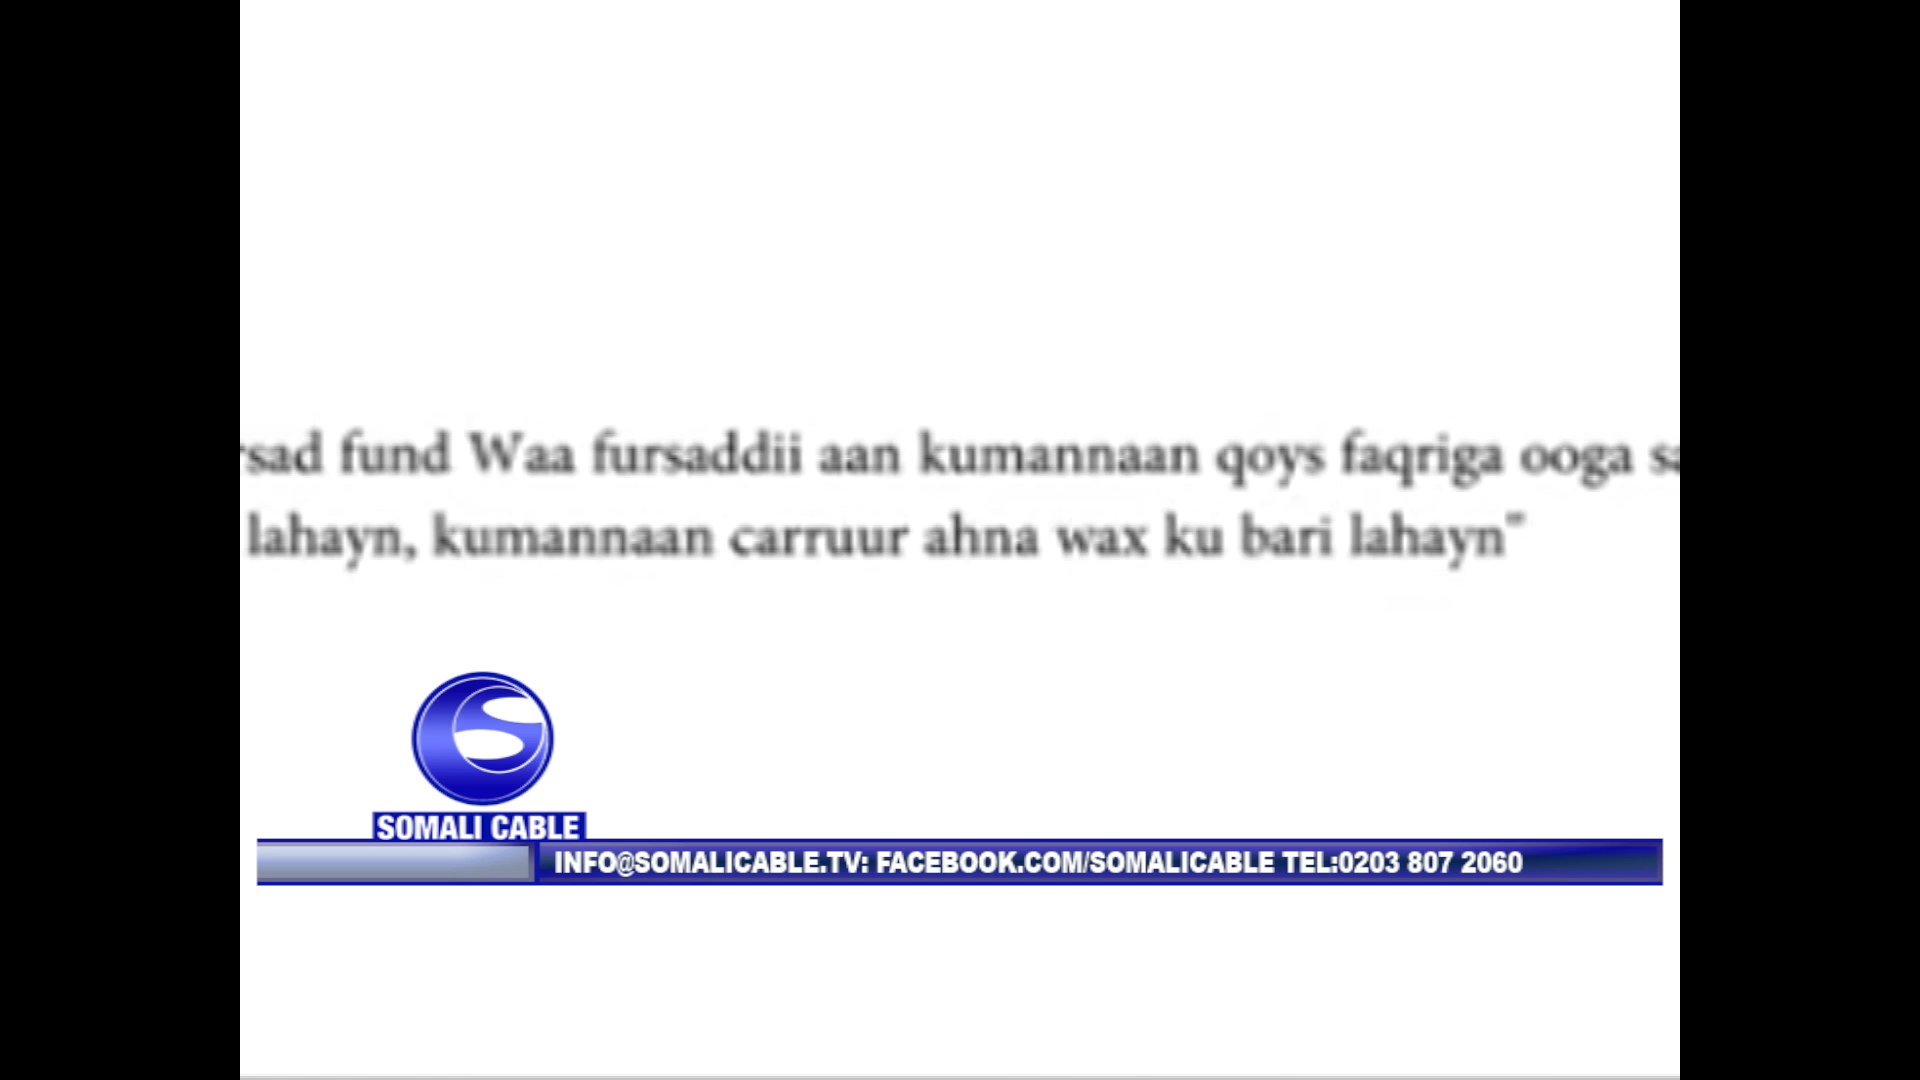 fund Waa fursaddii aan kumannaan qoys faqriga ooga
lahayn, kumannaan carruur ahna wax ku bari lahayn"
SOMALI CABLE
INFO@SOMALICABLE.TV: FACEBOOK.COM/SOMALICABLE TEL:0203 807 2060